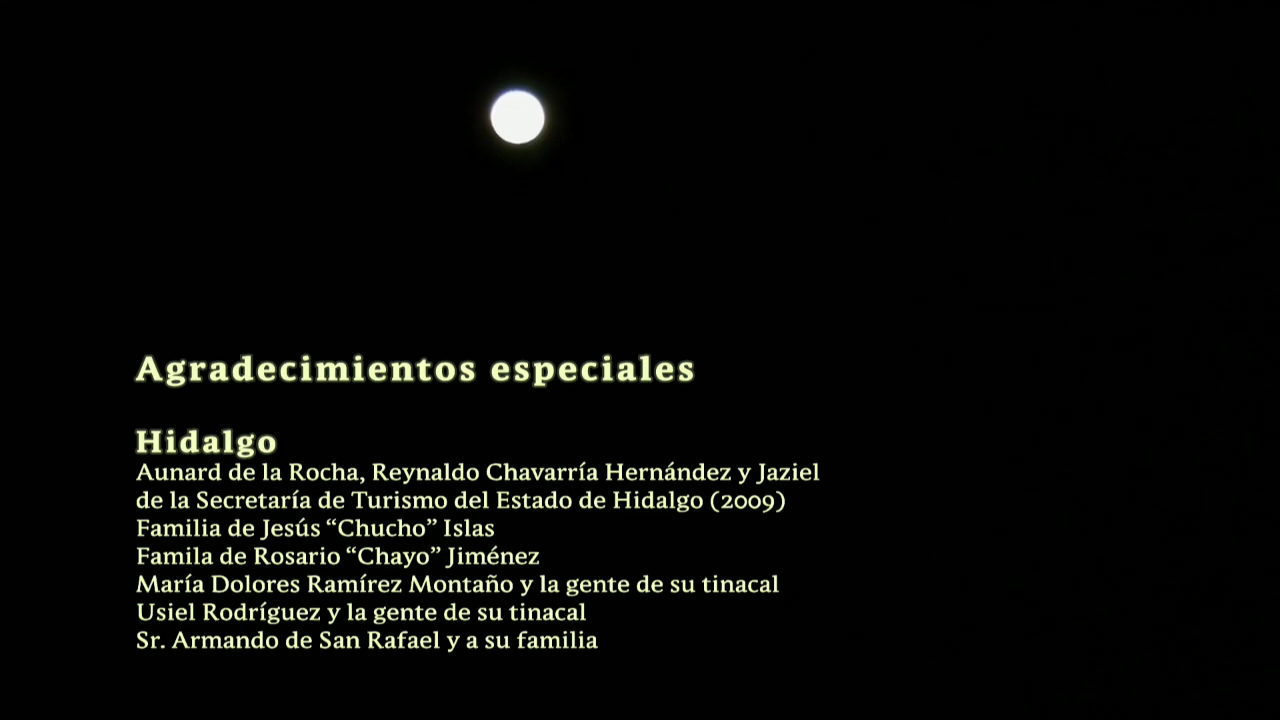 Agradecimientos especiales
Hidalgo
Aunard de la Rocha, Reynaldo Chavarría Hernández y Jaziel
de la Secretaría de Turismo del Estado de Hidalgo (2009)
Familia de Jesús “Chucho” Islas
Famila de Rosario “Chayo” Jiménez
María Dolores Ramírez Montaño y la gente de su tinacal
Usiel Rodríguez y la gente de su tinacal
Sr. Armando de San Rafael y a su familia